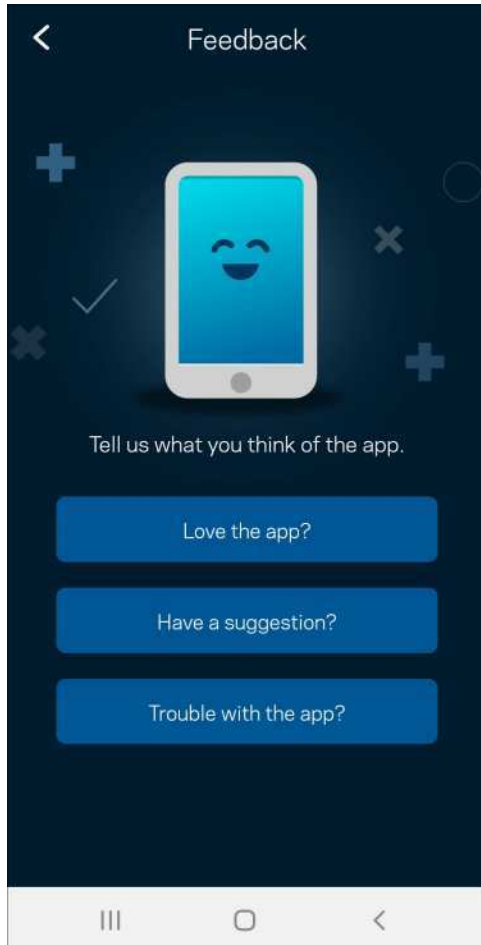 Feedback
Tell us what you think of the app.
Love the app?
Have a suggestion?
Trouble with the app?